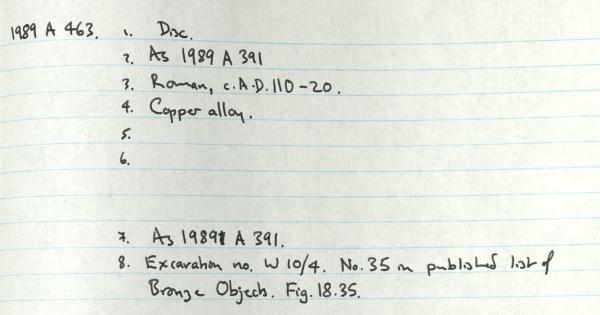 1989 A 463. 1. Disc.
2. As 1989 A 391
3. Roman, c.A.D.110-20.
4. Copper alloy.
5.
6.
7. As 1989 A 391.
8. Excavation no. W 10/4. No. 35 in published list of
Bronze Objects. Fig. 18.35.